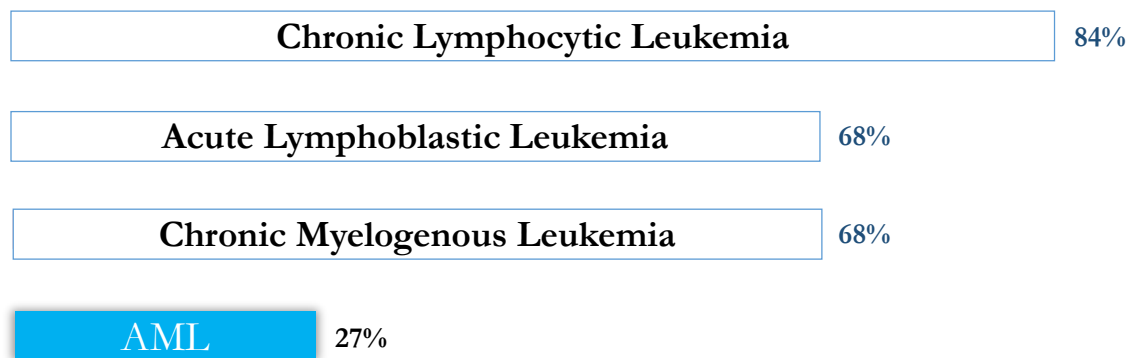 Chronic Lymphocytic Leukemia 84%
Acute Lymphoblastic Leukemia 68%
Chronic Myelogenous Leukemia 68%
AML 27%